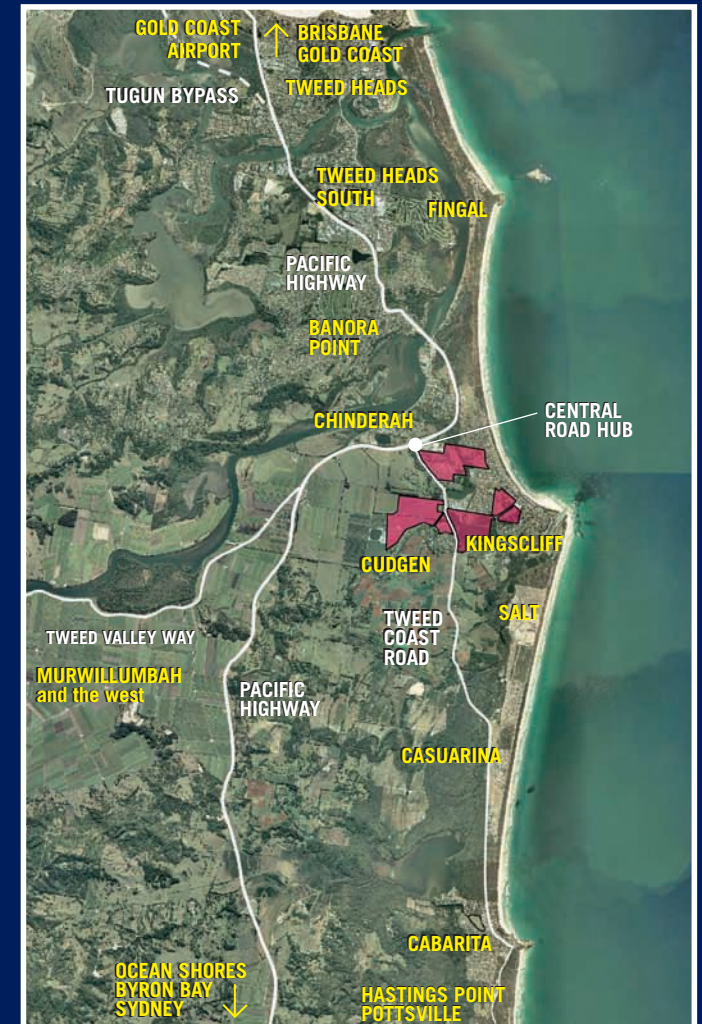 GOLD COAST
AIRPORT
BRISBANE
GOLD COAST
TWEED HEADS
TUGUN BYPASS
TWEED HEADS
SOUTH
FINGAL
PACIFIC
HIGHWAY
BANORA
POINT
CHINDERAH
CENTRAL
ROAD HUB
KINGSCLIFF
CUDGEN
SALT
TWEED
COAST
ROAD
TWEED VALLEY WAY
MURWILLUMBAH
and the west
PACIFIC
HIGHWAY
CASUARINA
CABARITA
OCEAN SHORES
BYRON BAY
SYDNEY
HASTINGS POINT
POTTSVILLE